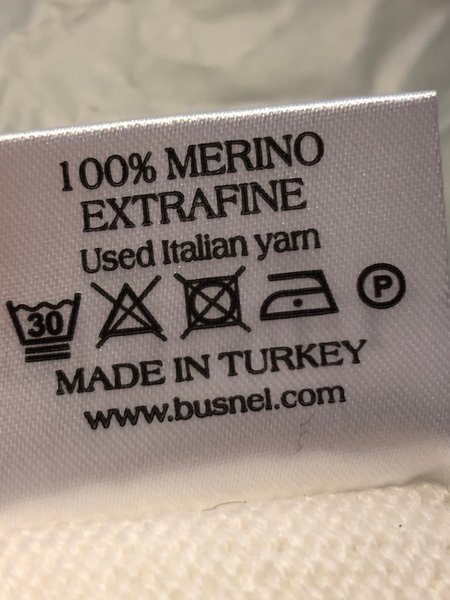 100% MERINO
EXTRAFINE
Used Italian yarn
30 P
MADE IN TURKEY
www.busnel.com